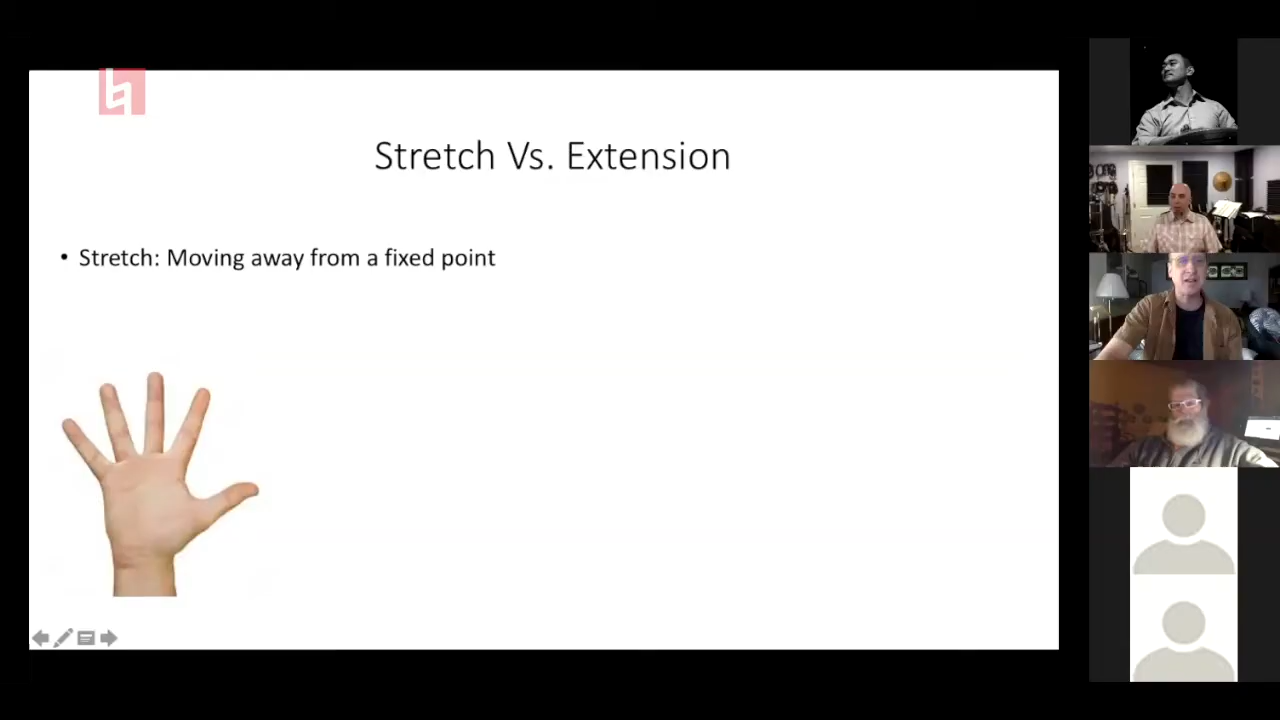 Stretch Vs. Extension
• Stretch: Moving away from a fixed point